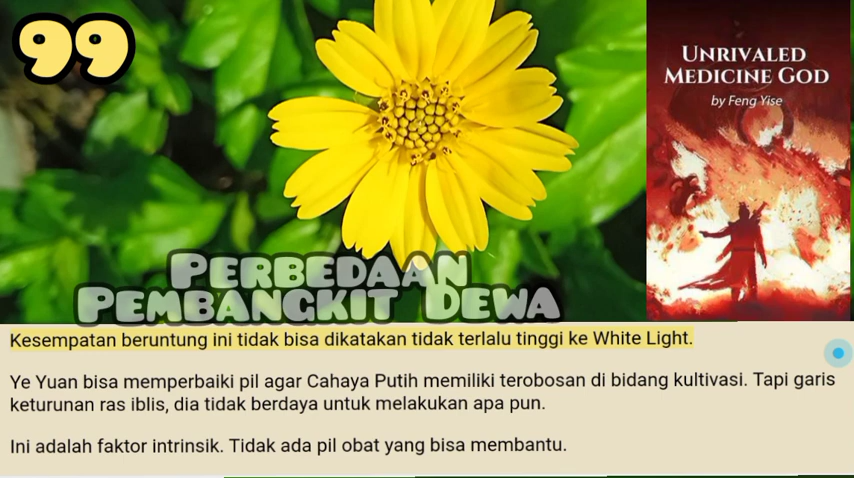 99
UNRIVALED
MEDICINE GOD
by Feng Yise
PERBEDAAN
PEMBANGKIT DEWA
Kesempatan beruntung ini tidak bisa dikatakan tidak terlalu tinggi ke White Light.
Ye Yuan bisa memperbaiki pil agar Cahaya Putih memiliki terobosan di bidang kultivasi. Tapi garis
keturunan ras iblis, dia tidak berdaya untuk melakukan apa pun.
Ini adalah faktor intrinsik. Tidak ada pil obat yang bisa membantu.